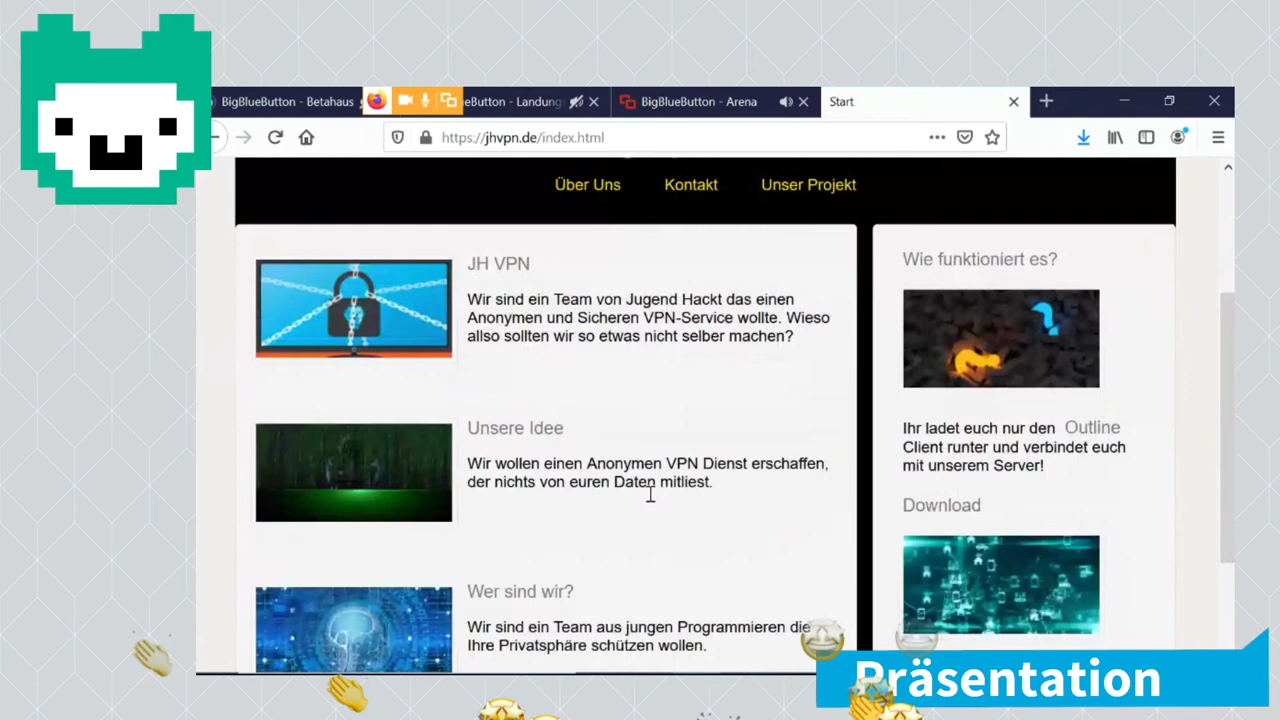 BigBlueButton - Betahaus
eButton - Landung
BigBlueButton - Arena
Start
https://jhvpn.de/index.html
Über Uns Kontakt Unser Projekt
JH VPN
Wir sind ein Team von Jugend Hackt das einen
Anonymen und Sicheren VPN-Service wollte. Wieso
allso sollten wir so etwas nicht selber machen?
Unsere Idee
Wir wollen einen Anonymen VPN Dienst erschaffen,
der nichts von euren Daten mitliest.
Wer sind wir?
Wir sind ein Team aus jungen Programmieren die
Ihre Privatsphäre schützen wollen.
Wie funktioniert es?
Ihr ladet euch nur den Outline
Client runter und verbindet euch
mit unserem Server!
Download
Präsentation